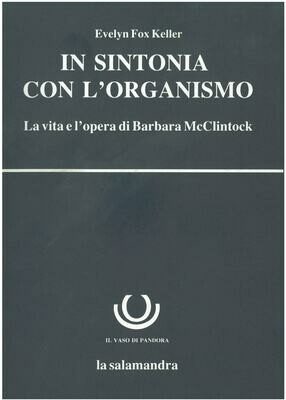 Evelyn Fox Keller
IN SINTONIA
CON L'ORGANISMO
La vita e l'opera di Barbara McClintock
IL VASO DI PANDORA
la salamandra